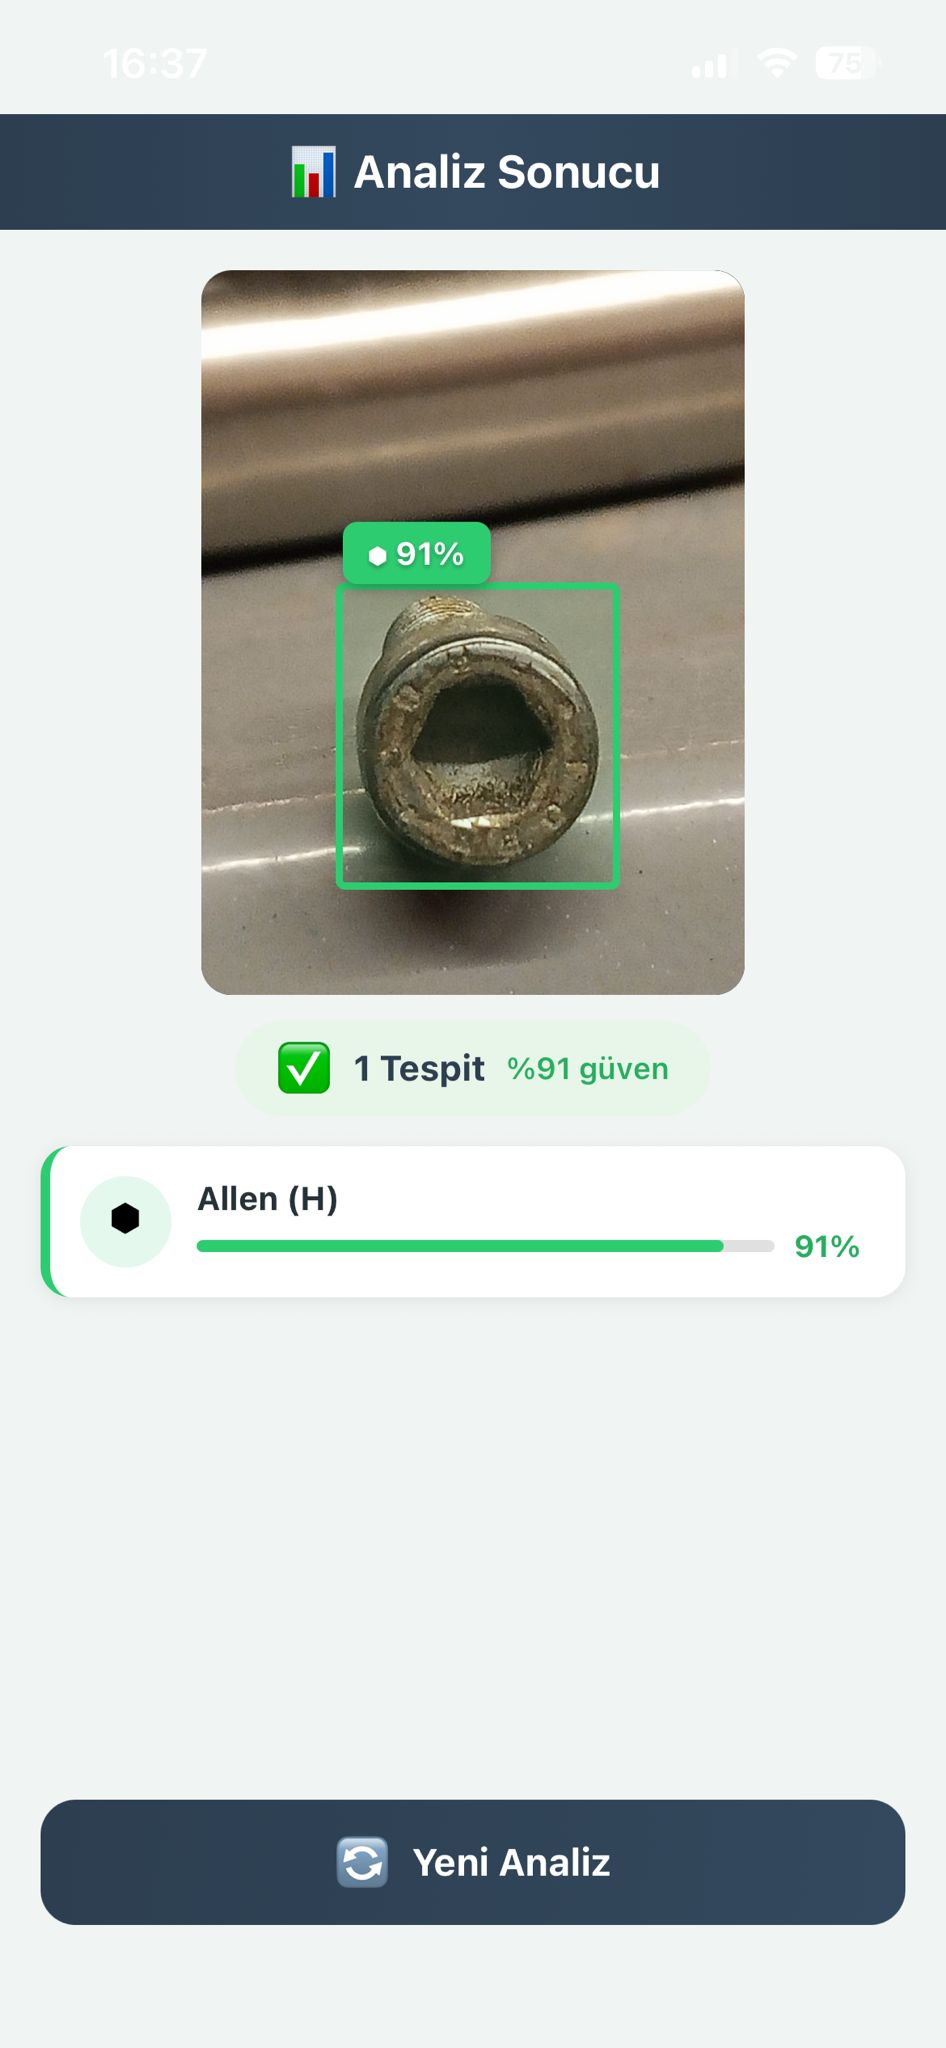 16:37
75
Analiz Sonucu
91%
1 Tespit %91 güven
Allen (H)
91%
Yeni Analiz